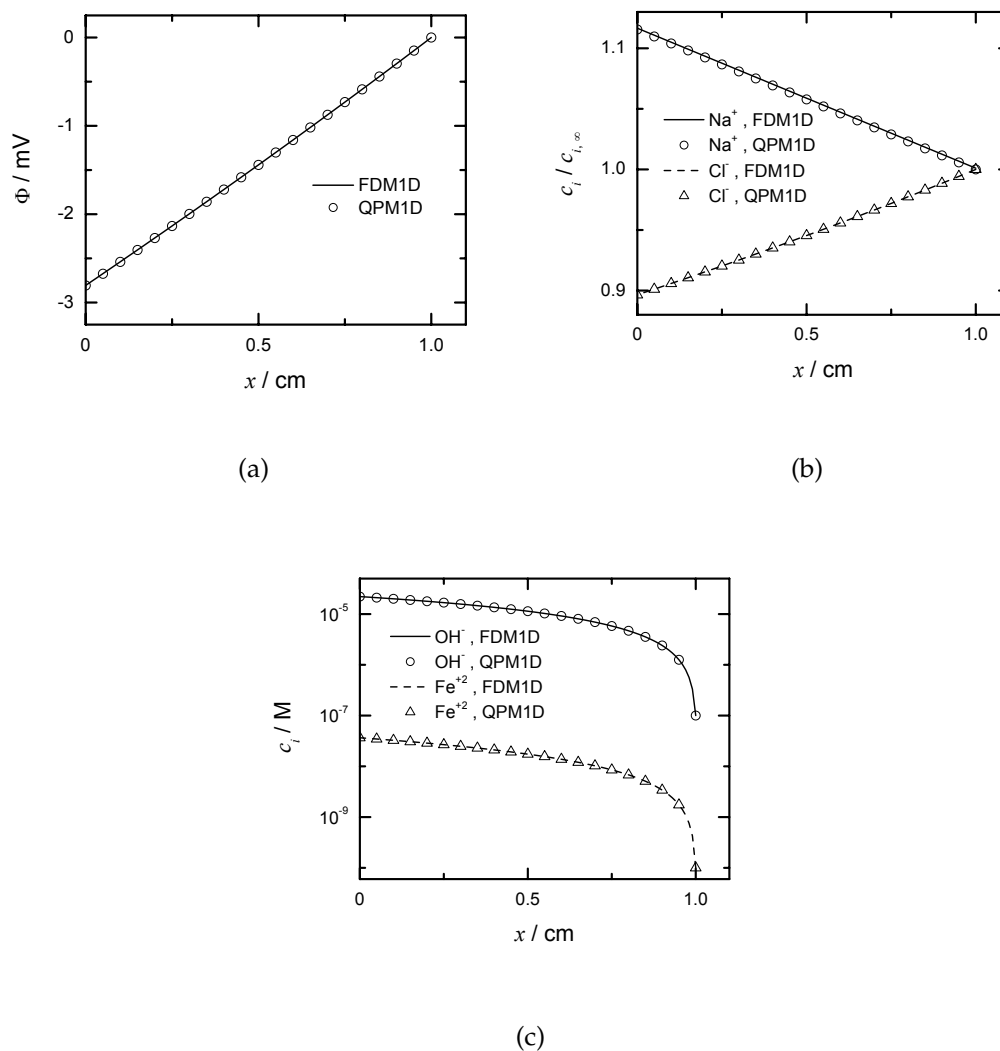 0
-1
-2
-3
Φ / mV
FDM1D
QPM1D
0
0.5
1.0
x / cm
(a)
1.1
1.0
0.9
c_i / c_{i,∞}
Na⁺ , FDM1D
Na⁺ , QPM1D
Cl⁻ , FDM1D
Cl⁻ , QPM1D
0
0.5
1.0
x / cm
(b)
10⁻⁵
10⁻⁷
10⁻⁹
c_i / M
OH⁻ , FDM1D
OH⁻ , QPM1D
Fe⁺² , FDM1D
Fe⁺² , QPM1D
0
0.5
1.0
x / cm
(c)